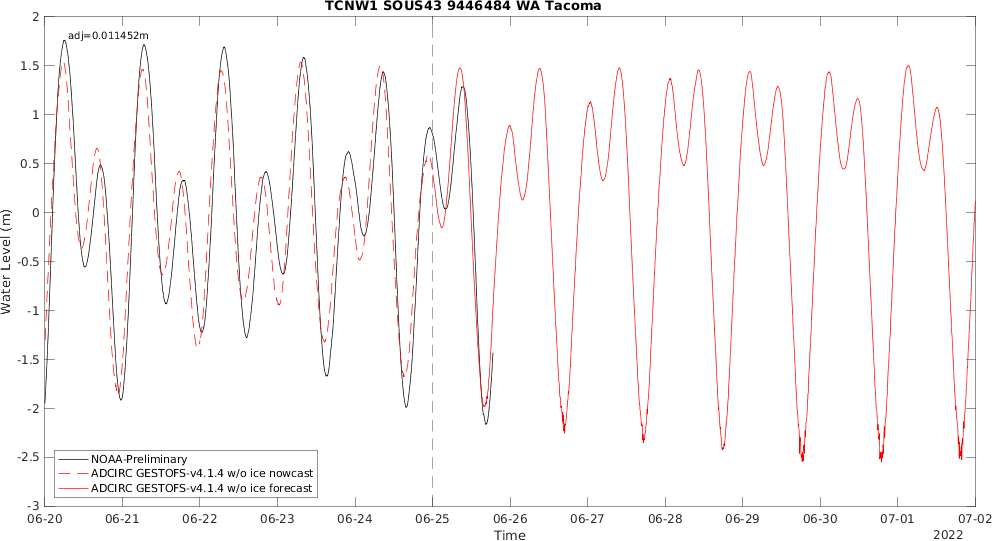 TCNW1 SOUS43 9446484 WA Tacoma
adj=0.011452m
Water Level (m)
2
1.5
1
0.5
0
-0.5
-1
-1.5
-2
-2.5
-3
NOAA-Preliminary
ADCIRC GESTOFS-v4.1.4 w/o ice nowcast
ADCIRC GESTOFS-v4.1.4 w/o ice forecast
06-20 06-21 06-22 06-23 06-24 06-25 06-26 06-27 06-28 06-29 06-30 07-01 07-02
Time
2022